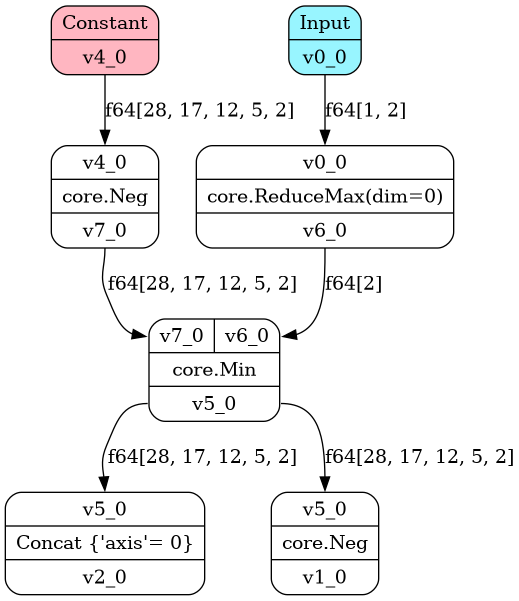 Constant
v4_0
Input
v0_0
f64[28, 17, 12, 5, 2]
f64[1, 2]
v4_0
core.Neg
v7_0
v0_0
core.ReduceMax(dim=0)
v6_0
f64[28, 17, 12, 5, 2]
f64[2]
v7_0
v6_0
core.Min
v5_0
f64[28, 17, 12, 5, 2]
f64[28, 17, 12, 5, 2]
v5_0
Concat {'axis'= 0}
v2_0
v5_0
core.Neg
v1_0